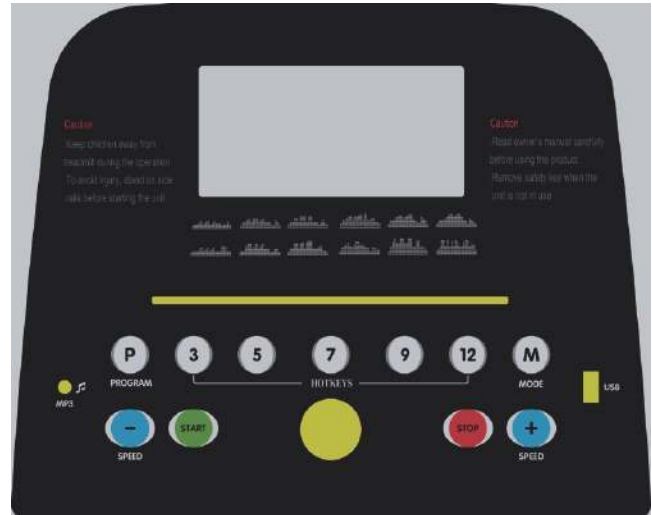 Caution
Keep children away from
treadmill during the operation
To avoid injury, stand on side
rails before starting the unit
Caution
Read owner's manual carefully
before using the product
Remove safety key when the
unit is not in use
P 3 5 7 9 12 M
PROGRAM HOTKEYS MODE
MP3
USB
- START STOP +
SPEED SPEED